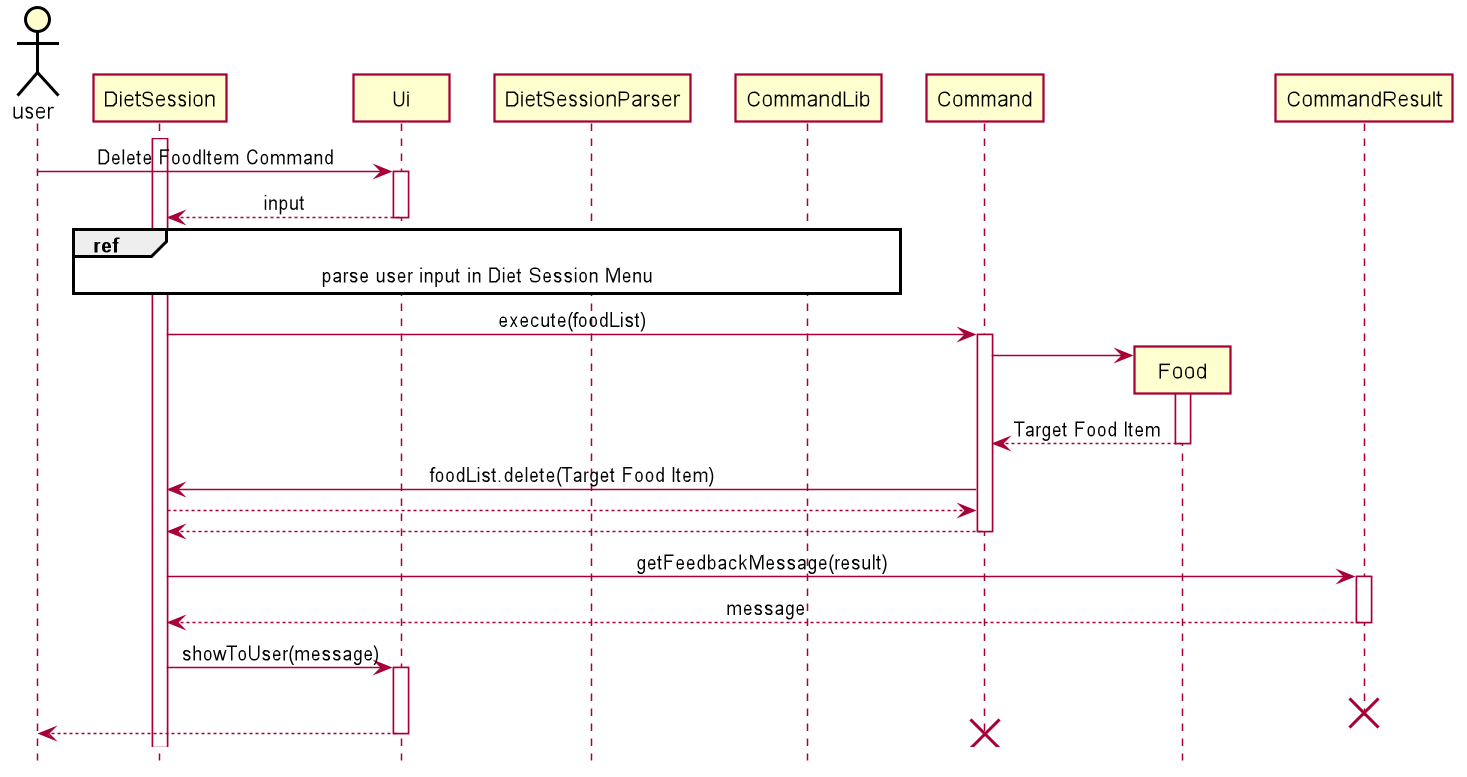 user
DietSession
Ui
DietSessionParser
CommandLib
Command
CommandResult
Delete FoodItem Command
input
ref
parse user input in Diet Session Menu
execute(foodList)
Food
Target Food Item
foodList.delete(Target Food Item)
getFeedbackMessage(result)
message
showToUser(message)